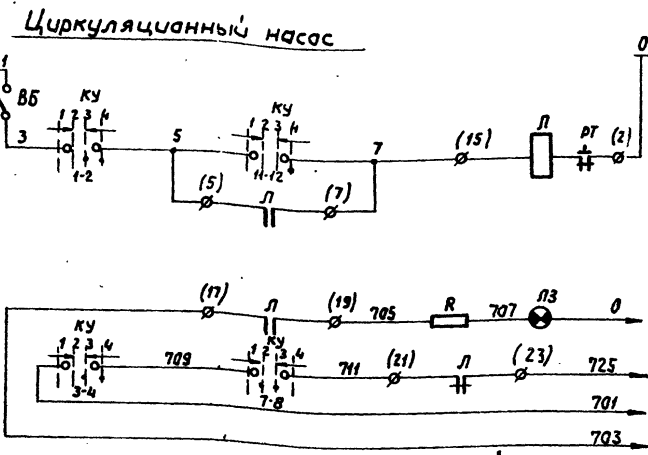 Циркуляционный насос
1 0
ВБ КУ КУ
1 2 3 4 1 2 3 4
3 5 7 (15) Л РТ (2)
1-2 11-12
(5) Л (7)
(17) Л (19) 705 R 707 ЛЗ 0
КУ КУ
1 2 3 4 709 1 2 3 4 711 (21) Л (23) 725
3-4 7-8
701
703